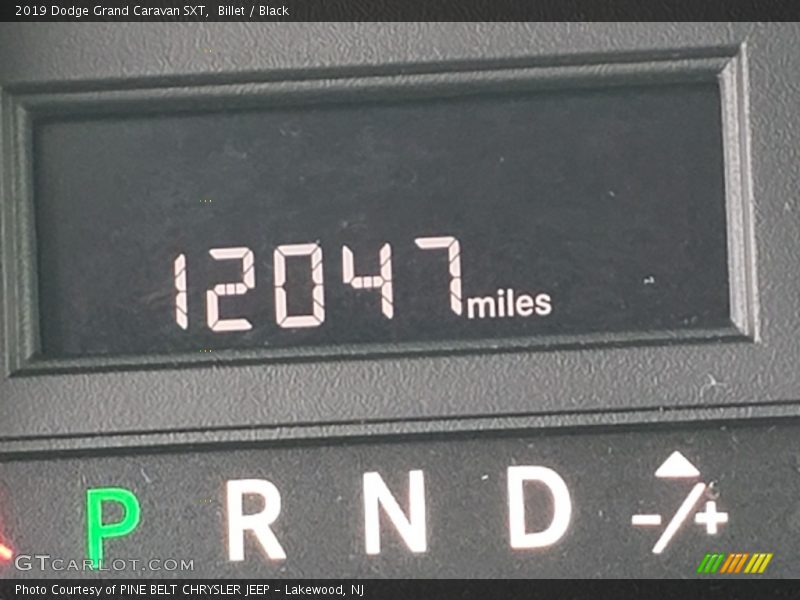 2019 Dodge Grand Caravan SXT,  Billet / Black
12047 miles
P R N D -/+
GTCARLOT.COM
Photo Courtesy of PINE BELT CHRYSLER JEEP - Lakewood, NJ